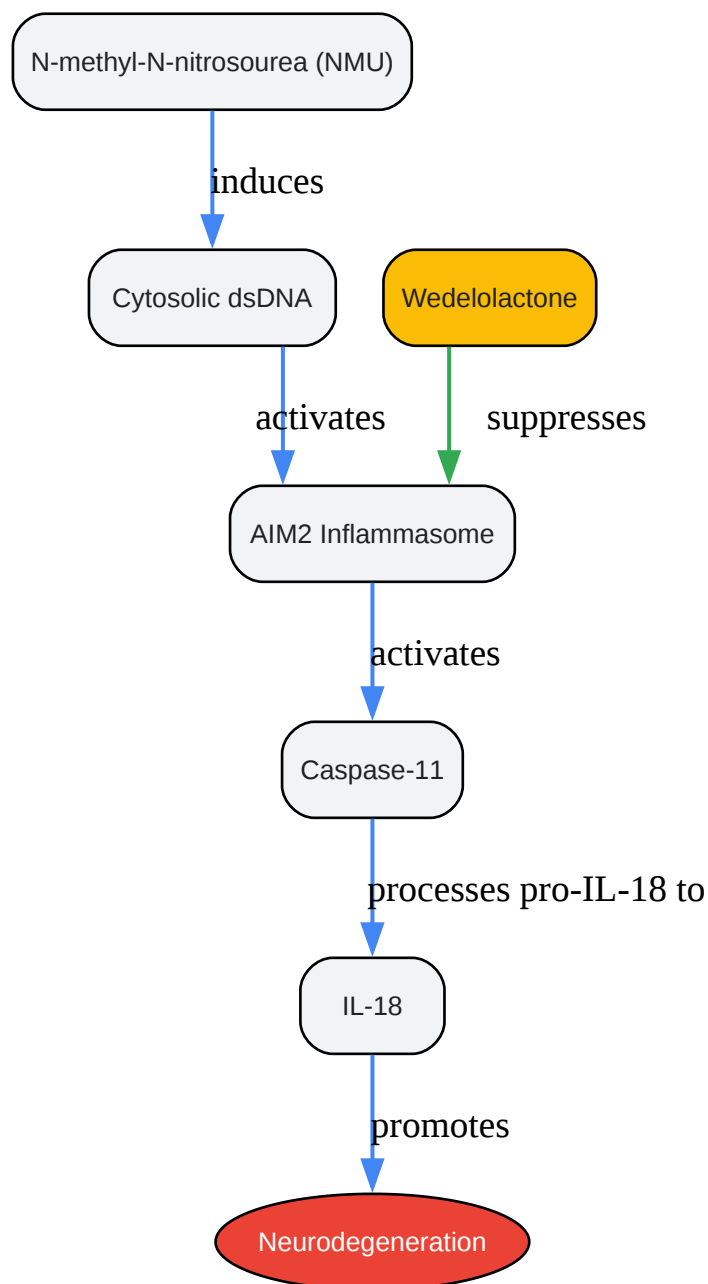 N-methyl-N-nitrosourea (NMU)
induces
Cytosolic dsDNA
Wedelolactone
activates
suppresses
AIM2 Inflammasome
activates
Caspase-11
processes pro-IL-18 to
IL-18
promotes
Neurodegeneration